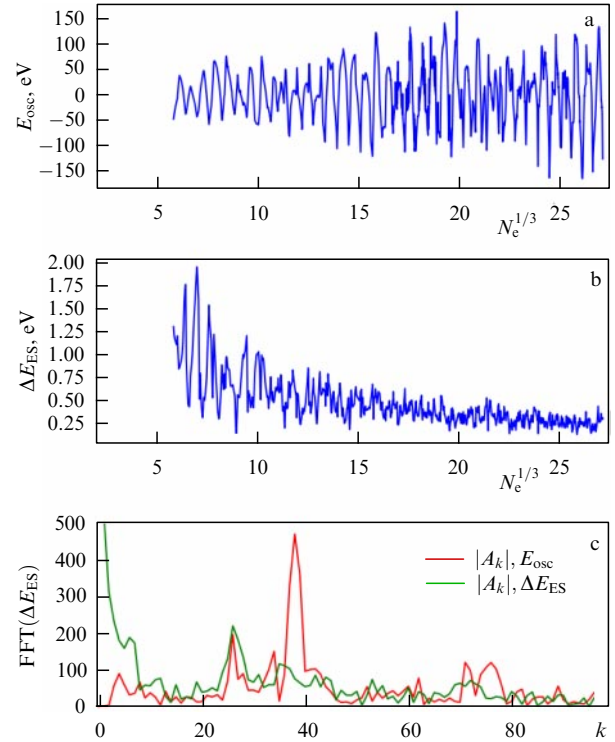 a
150
100
50
0
−50
−100
−150
E_osc, eV
5 10 15 20 25
N_e^{1/3}
b
2.00
1.75
1.50
1.25
1.00
0.75
0.50
0.25
ΔE_ES, eV
5 10 15 20 25
N_e^{1/3}
c
500
400
300
200
100
0
FFT(ΔE_ES)
|A_k|, E_osc
|A_k|, ΔE_ES
0 20 40 60 80 k